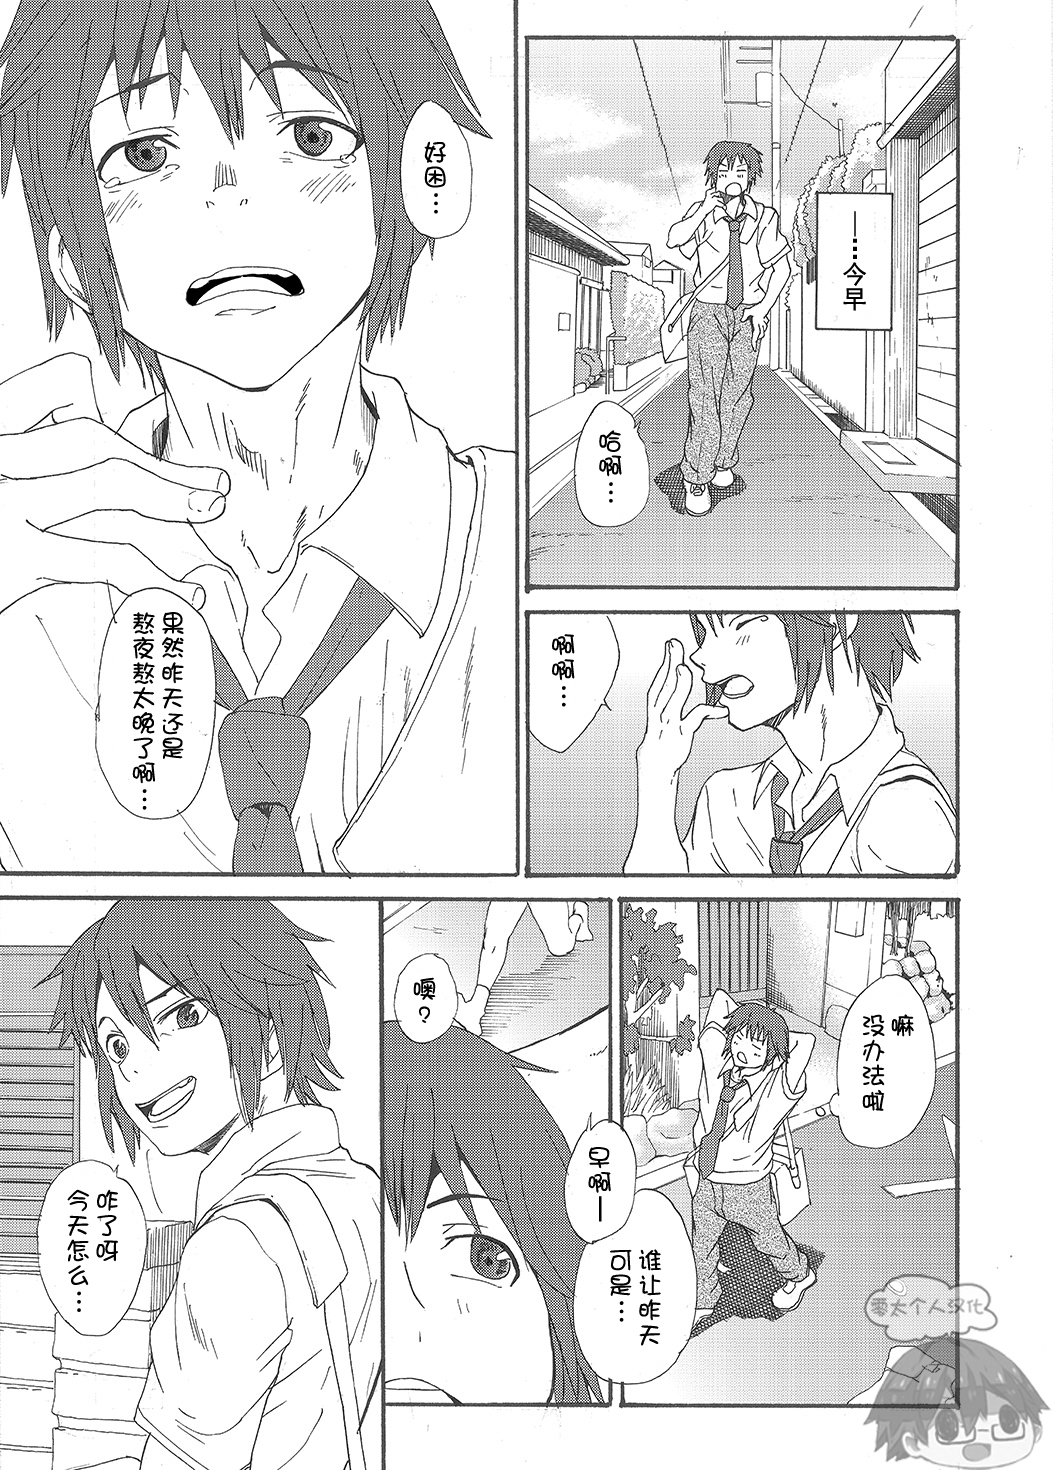 ——…今早
哈啊…
啊啊…
好困…
果然昨天还是
熬夜熬太晚了啊…
嘛
没办法啦
谁让昨天
可是…
早啊—
噢?
咋了呀
今天怎么…
零大个人汉化